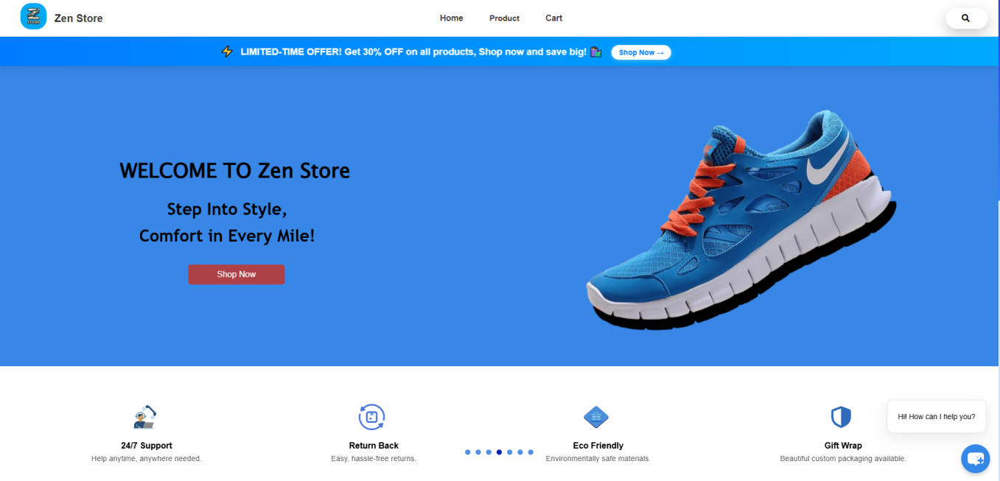 Zen Store
Home
Product
Cart
LIMITED-TIME OFFER! Get 30% OFF on all products, Shop now and save big!
Shop Now →
WELCOME TO Zen Store
Step Into Style,
Comfort in Every Mile!
Shop Now
24/7 Support
Help anytime, anywhere needed.
Return Back
Easy, hassle-free returns.
Eco Friendly
Environmentally safe materials.
Gift Wrap
Beautiful custom packaging available.
Hi! How can I help you?